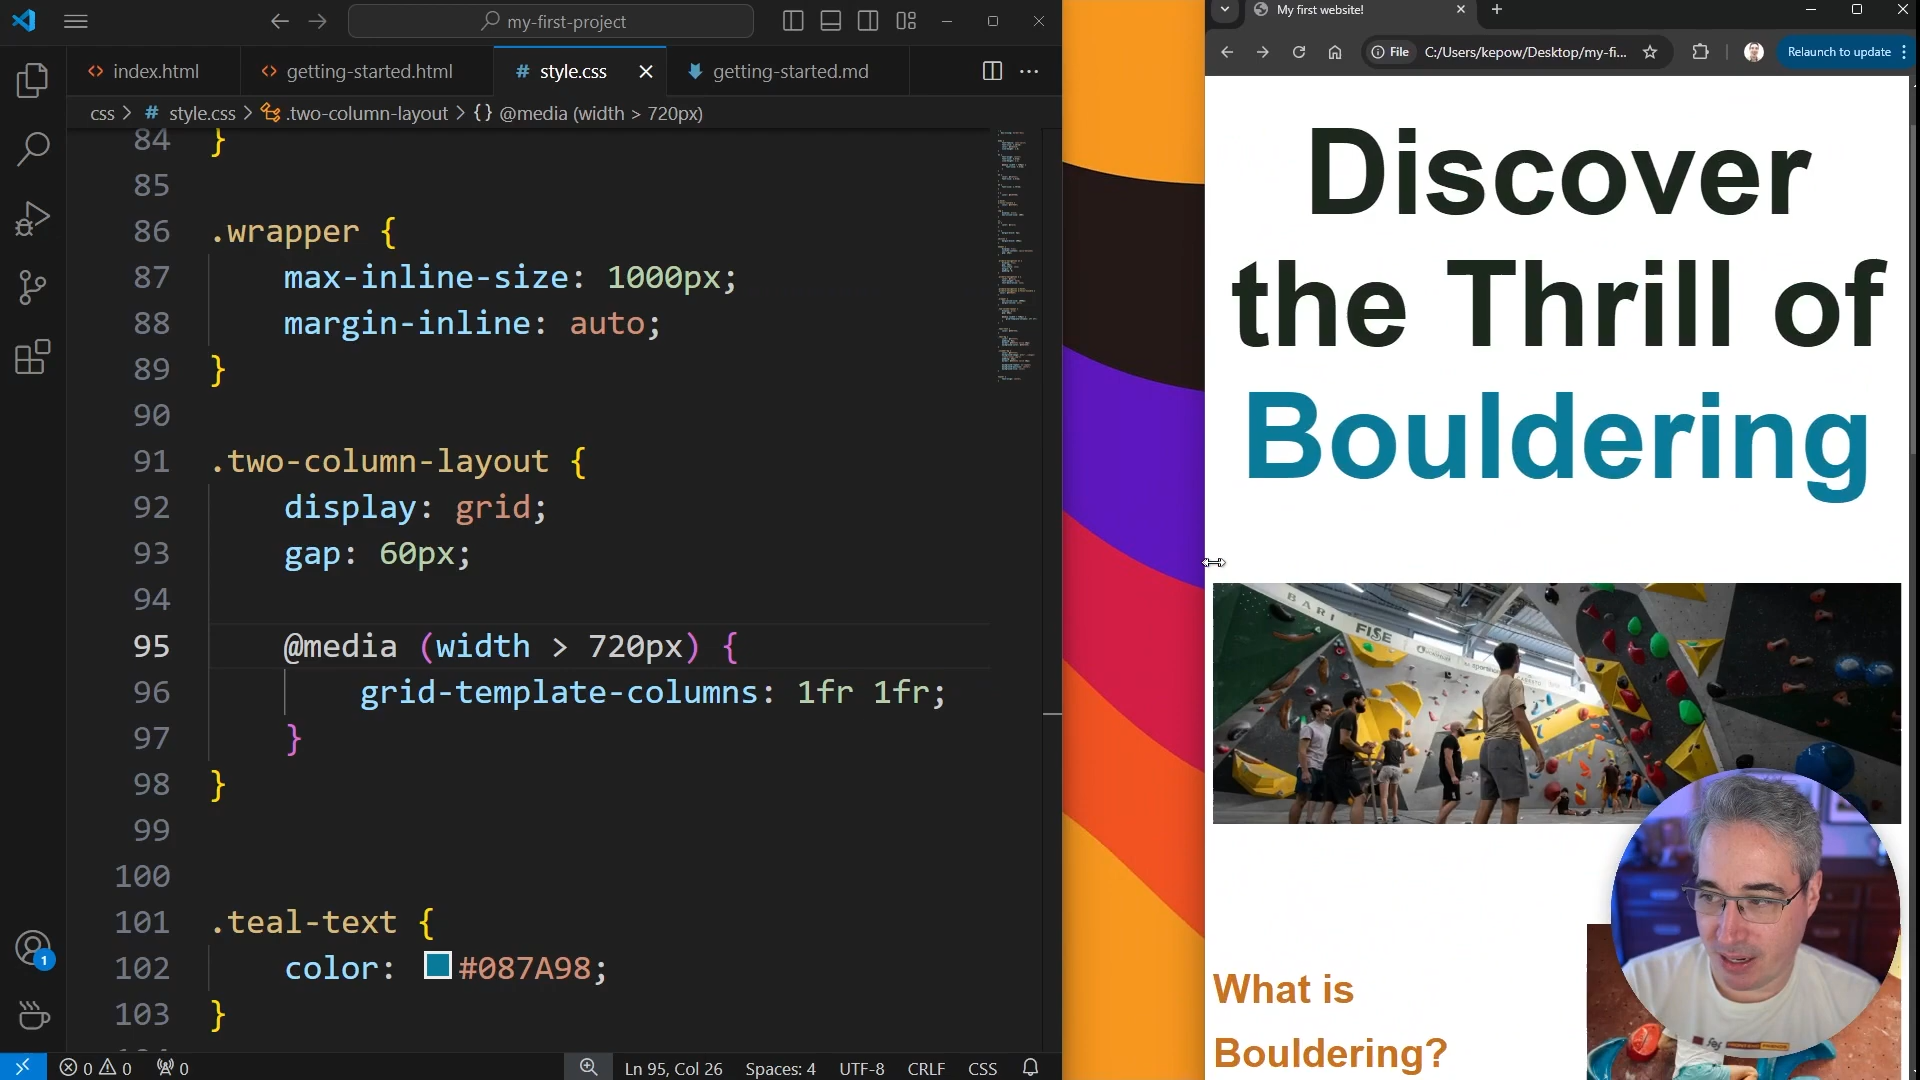 my-first-project
index.html
getting-started.html
# style.css
getting-started.md
css > # style.css > .two-column-layout > {} @media (width > 720px)
84 }
85
86 .wrapper {
87 max-inline-size: 1000px;
88 margin-inline: auto;
89 }
90
91 .two-column-layout {
92 display: grid;
93 gap: 60px;
94
95 @media (width > 720px) {
96 grid-template-columns: 1fr 1fr;
97 }
98 }
99
100
101 .teal-text {
102 color: #087A98;
103 }
1
0 0 0
Ln 95, Col 26
Spaces: 4
UTF-8
CRLF
CSS
My first website!
File
C:/Users/kepow/Desktop/my-fi...
Relaunch to update
Discover
the Thrill of
Bouldering
BARI
FISE
What is
Bouldering?